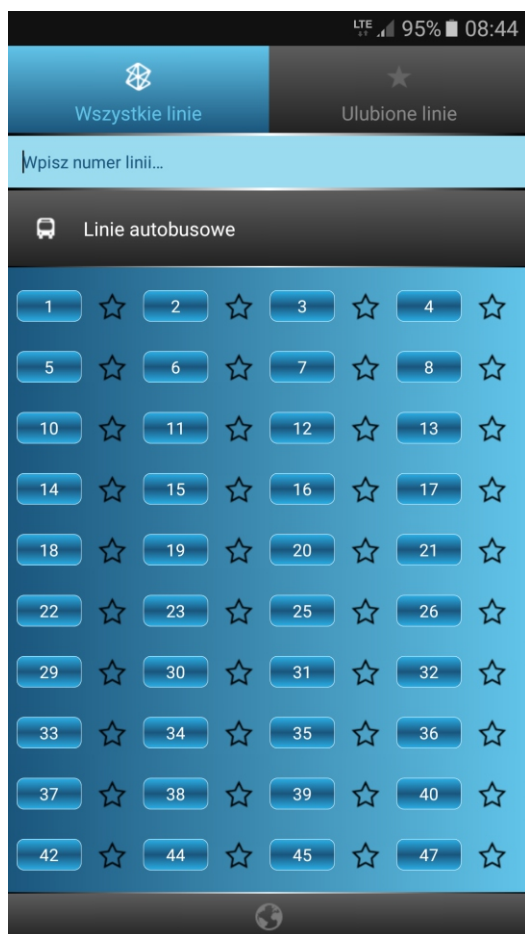 LTE 95% 08:44
Wszystkie linie Ulubione linie
Wpisz numer linii...
Linie autobusowe
1 2 3 4
5 6 7 8
10 11 12 13
14 15 16 17
18 19 20 21
22 23 25 26
29 30 31 32
33 34 35 36
37 38 39 40
42 44 45 47